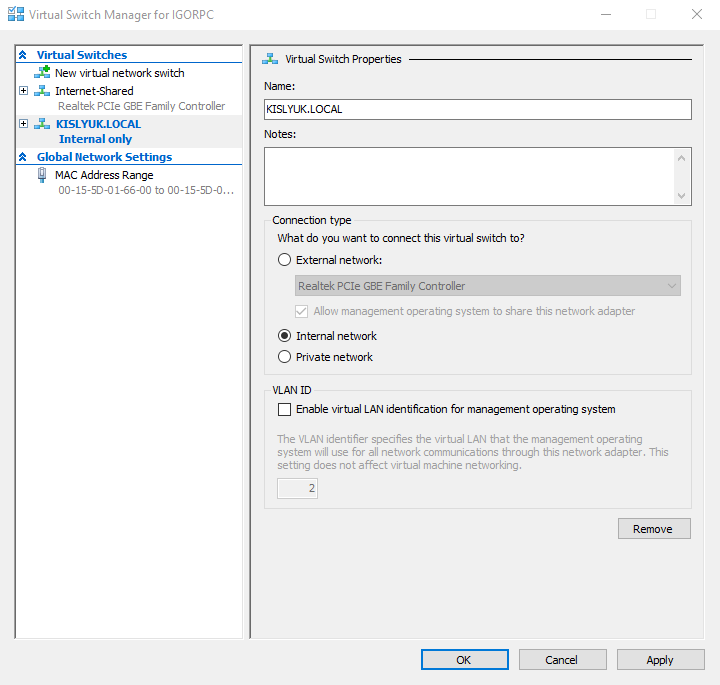 Virtual Switch Manager for IGORPC
Virtual Switches
New virtual network switch
Internet-Shared
Realtek PCIe GBE Family Controller
KISLYUK.LOCAL
Internal only
Global Network Settings
MAC Address Range
00-15-5D-01-66-00 to 00-15-5D-0...
Virtual Switch Properties
Name:
KISLYUK.LOCAL
Notes:
Connection type
What do you want to connect this virtual switch to?
External network:
Realtek PCIe GBE Family Controller
Allow management operating system to share this network adapter
Internal network
Private network
VLAN ID
Enable virtual LAN identification for management operating system
The VLAN identifier specifies the virtual LAN that the management operating
system will use for all network communications through this network adapter. This
setting does not affect virtual machine networking.
2
Remove
OK
Cancel
Apply